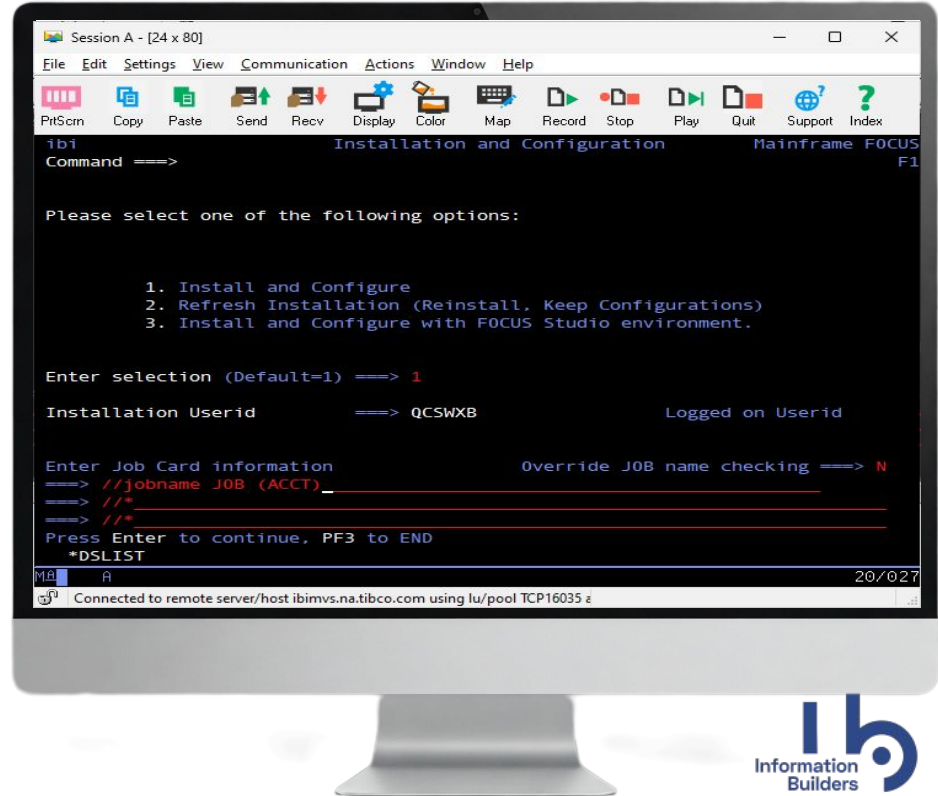 Session A - [24 x 80]
File Edit Settings View Communication Actions Window Help
PrtScrn Copy Paste Send Recv Display Color Map Record Stop Play Quit Support Index
ibi Installation and Configuration Mainframe FOCUS
Command ===> F1
Please select one of the following options:
1. Install and Configure
2. Refresh Installation (Reinstall, Keep Configurations)
3. Install and Configure with FOCUS Studio environment.
Enter selection (Default=1) ===> 1
Installation Userid ===> QCSWXB Logged on Userid
Enter Job Card information Override JOB name checking ===> N
===> //jobname JOB (ACCT)_
===> //*
===> //*
Press Enter to continue, PF3 to END
*DSLIST
MA A 20/027
Connected to remote server/host ibimvs.na.tibco.com using lu/pool TCP16035 a
Information
Builders